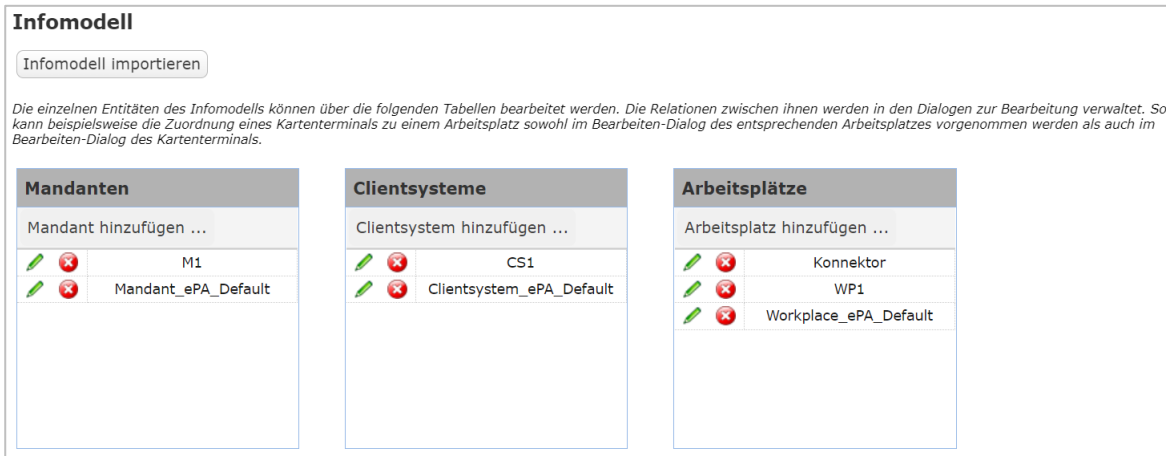 Infomodell
Infomodell importieren
Die einzelnen Entitäten des Infomodells können über die folgenden Tabellen bearbeitet werden. Die Relationen zwischen ihnen werden in den Dialogen zur Bearbeitung verwaltet. So
kann beispielsweise die Zuordnung eines Kartenterminals zu einem Arbeitsplatz sowohl im Bearbeiten-Dialog des entsprechenden Arbeitsplatzes vorgenommen werden als auch im
Bearbeiten-Dialog des Kartenterminals.
Mandanten
Mandant hinzufügen ...
M1
Mandant_ePA_Default
Clientsysteme
Clientsystem hinzufügen ...
CS1
Clientsystem_ePA_Default
Arbeitsplätze
Arbeitsplatz hinzufügen ...
Konnektor
WP1
Workplace_ePA_Default